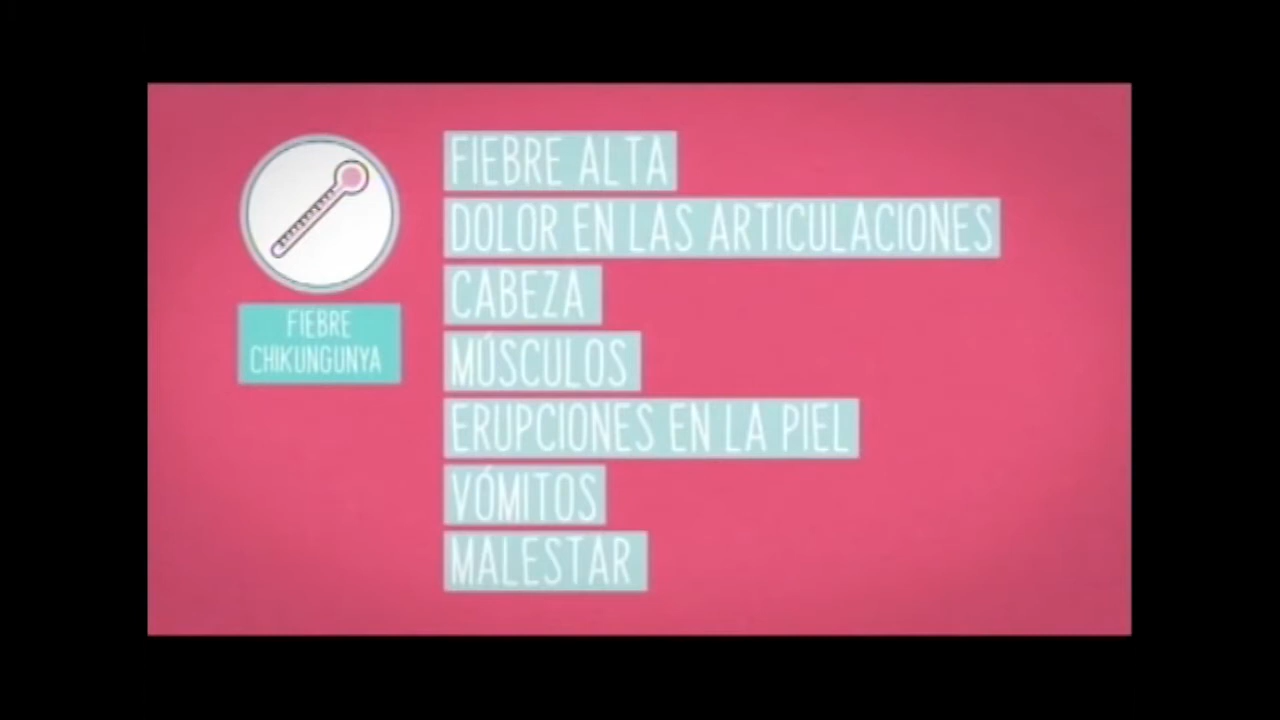 FIEBRE
CHIKUNGUNYA
FIEBRE ALTA
DOLOR EN LAS ARTICULACIONES
CABEZA
MÚSCULOS
ERUPCIONES EN LA PIEL
VÓMITOS
MALESTAR